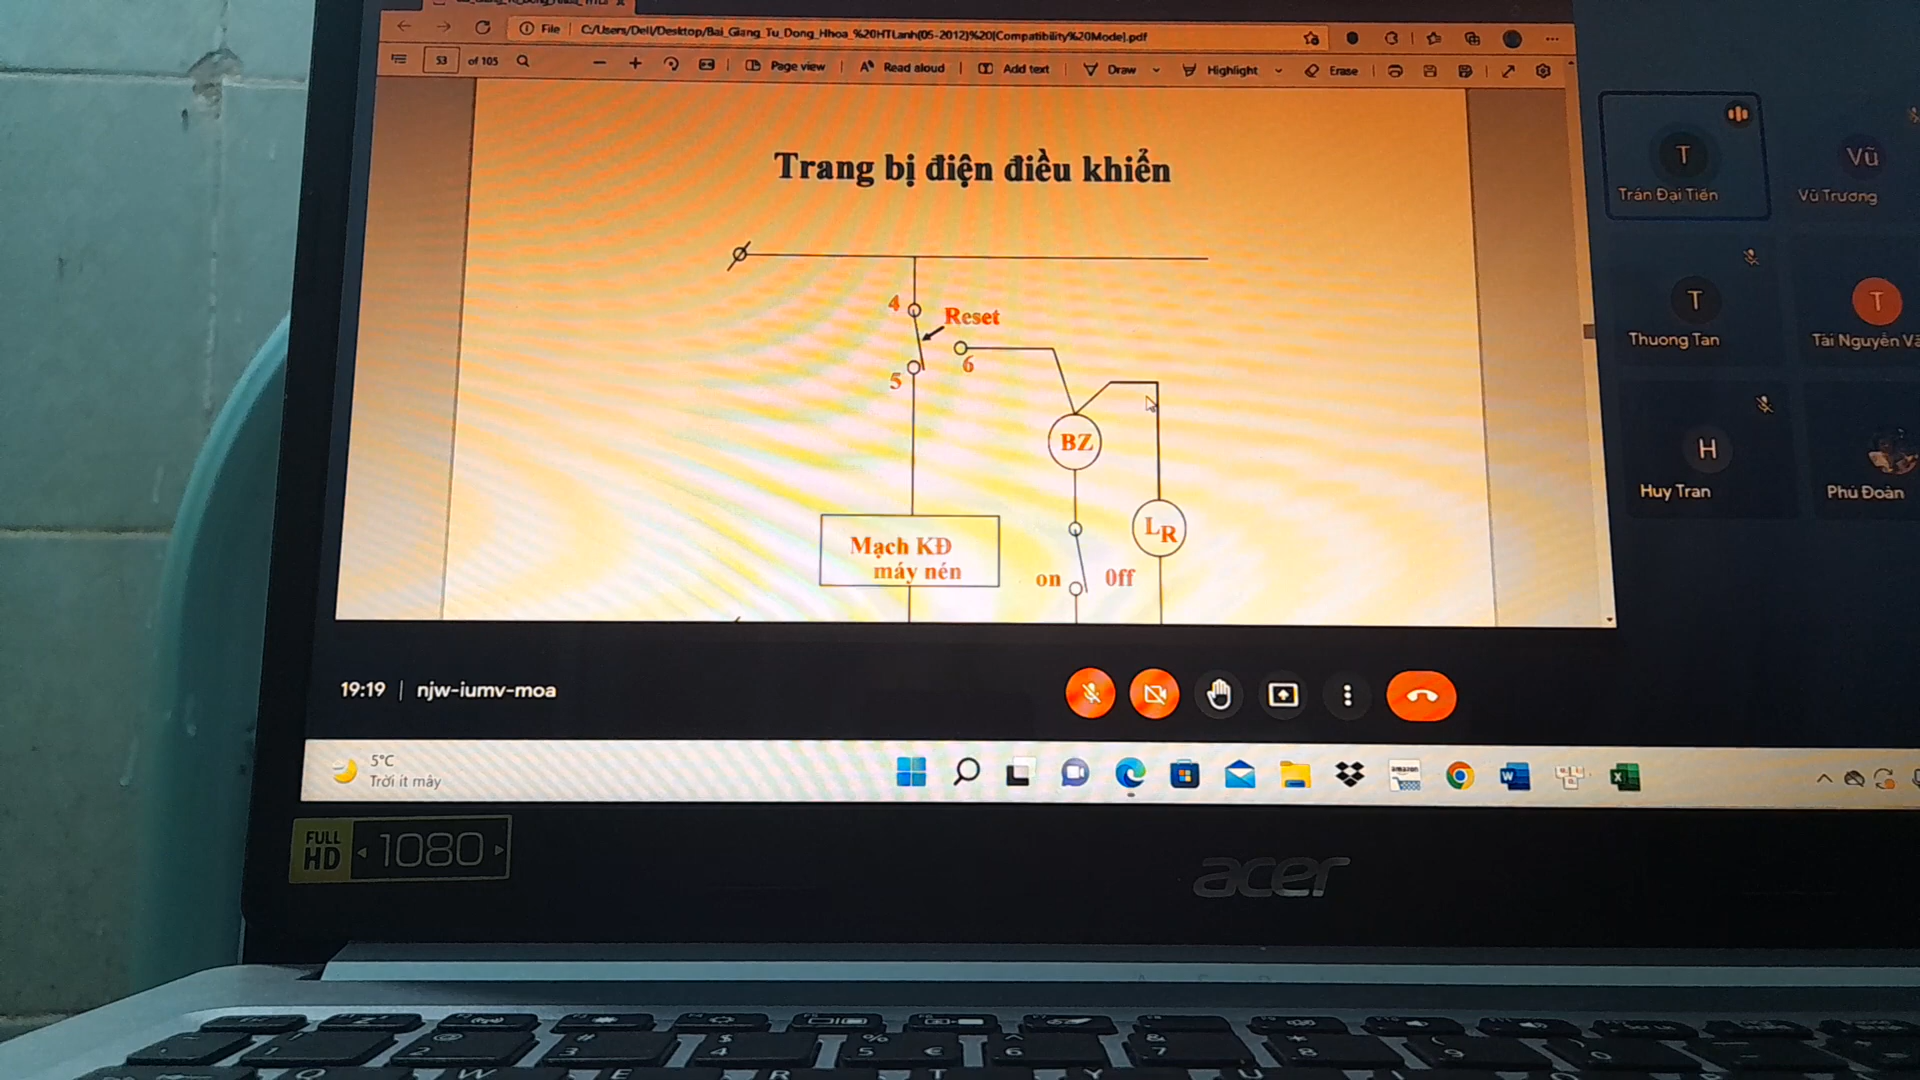 File C:/Users/Dell/Desktop/Bai_Giang_Tu_Dong_Hhoa_%20HTLanh(05-2012)%20[Compatibility%20Mode].pdf
53 of 105 Page view Read aloud Add text Draw Highlight Erase
Trang bị điện điều khiển
4
Reset
6
5
BZ
LR
Mạch KĐ
máy nén
on Off
T
Trần Đại Tiến
Vũ
Vũ Trương
T
Thuong Tan
T
Tài Nguyên Vă
H
Huy Tran
Phú Đoàn
19:19 | njw-iumv-moa
5°C
Trời ít mây
amazon
FULL HD 1080
acer